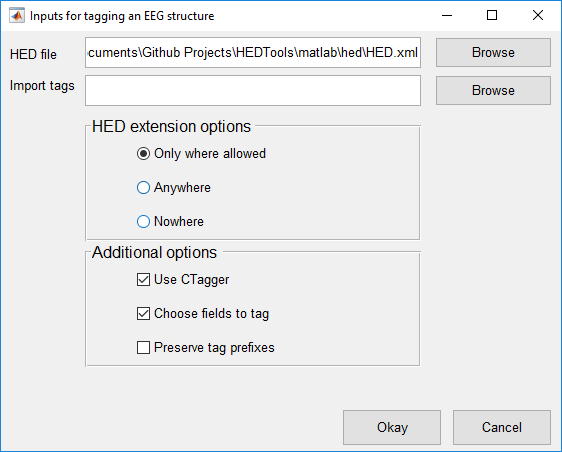 Inputs for tagging an EEG structure
HED file
cuments\Github Projects\HEDTools\matlab\hed\HED.xml
Browse
Import tags
Browse
HED extension options
Only where allowed
Anywhere
Nowhere
Additional options
Use CTagger
Choose fields to tag
Preserve tag prefixes
Okay
Cancel